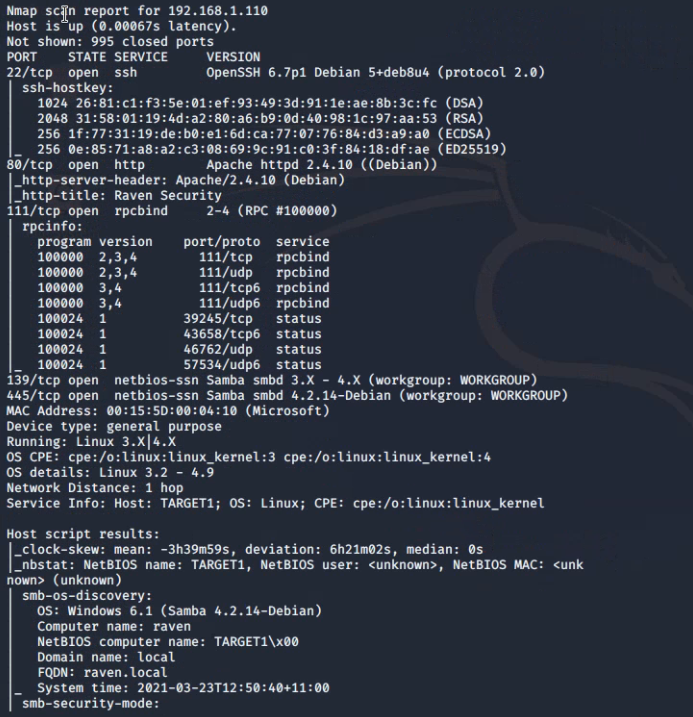 Nmap scan report for 192.168.1.110
Host is up (0.00067s latency).
Not shown: 995 closed ports
PORT    STATE SERVICE     VERSION
22/tcp  open  ssh         OpenSSH 6.7p1 Debian 5+deb8u4 (protocol 2.0)
| ssh-hostkey:
|   1024 26:81:c1:f3:5e:01:ef:93:49:3d:91:1e:ae:8b:3c:fc (DSA)
|   2048 31:58:01:19:4d:a2:80:a6:b9:0d:40:98:1c:97:aa:53 (RSA)
|   256 1f:77:31:19:de:b0:e1:6d:ca:77:07:76:84:d3:a9:a0 (ECDSA)
|_  256 0e:85:71:a8:a2:c3:08:69:9c:91:c0:3f:84:18:df:ae (ED25519)
80/tcp  open  http        Apache httpd 2.4.10 ((Debian))
|_http-server-header: Apache/2.4.10 (Debian)
|_http-title: Raven Security
111/tcp open  rpcbind     2-4 (RPC #100000)
| rpcinfo:
|   program version    port/proto  service
|   100000  2,3,4        111/tcp   rpcbind
|   100000  2,3,4        111/udp   rpcbind
|   100000  3,4          111/tcp6  rpcbind
|   100000  3,4          111/udp6  rpcbind
|   100024  1          39245/tcp   status
|   100024  1          43658/tcp6  status
|   100024  1          46762/udp   status
|_  100024  1          57534/udp6  status
139/tcp open  netbios-ssn Samba smbd 3.X - 4.X (workgroup: WORKGROUP)
445/tcp open  netbios-ssn Samba smbd 4.2.14-Debian (workgroup: WORKGROUP)
MAC Address: 00:15:5D:00:04:10 (Microsoft)
Device type: general purpose
Running: Linux 3.X|4.X
OS CPE: cpe:/o:linux:linux_kernel:3 cpe:/o:linux:linux_kernel:4
OS details: Linux 3.2 - 4.9
Network Distance: 1 hop
Service Info: Host: TARGET1; OS: Linux; CPE: cpe:/o:linux:linux_kernel

Host script results:
|_clock-skew: mean: -3h39m59s, deviation: 6h21m02s, median: 0s
|_nbstat: NetBIOS name: TARGET1, NetBIOS user: <unknown>, NetBIOS MAC: <unk
nown> (unknown)
| smb-os-discovery:
|   OS: Windows 6.1 (Samba 4.2.14-Debian)
|   Computer name: raven
|   NetBIOS computer name: TARGET1\x00
|   Domain name: local
|   FQDN: raven.local
|_  System time: 2021-03-23T12:50:40+11:00
| smb-security-mode: